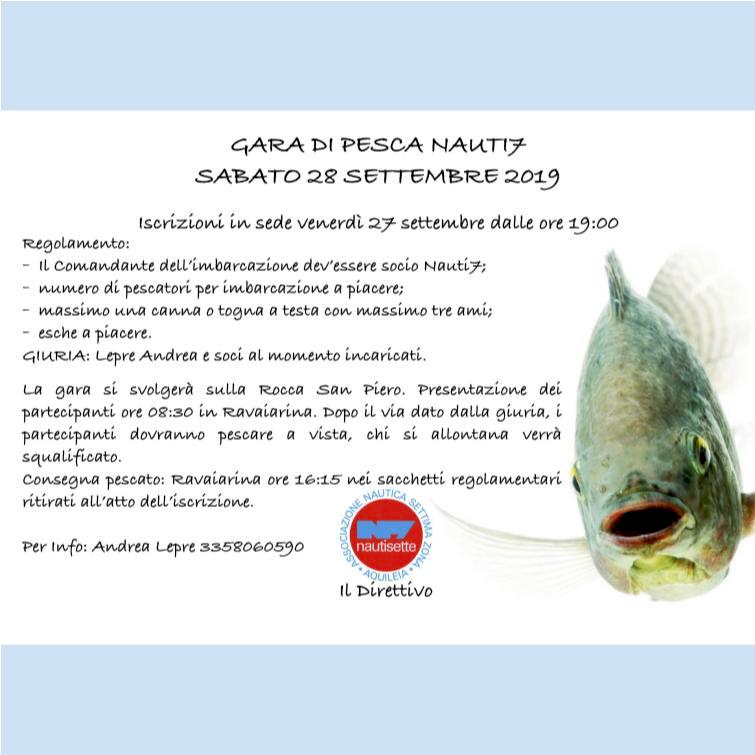 GARA DI PESCA NAUTI7
SABATO 28 SETTEMBRE 2019
Iscrizioni in sede venerdì 27 settembre dalle ore 19:00
Regolamento:
- Il Comandante dell'imbarcazione dev'essere socio Nauti7;
- numero di pescatori per imbarcazione a piacere;
- massimo una canna o togna a testa con massimo tre ami;
- esche a piacere.
GIURIA: Lepre Andrea e soci al momento incaricati.
La gara si svolgerà sulla Rocca San Piero. Presentazione dei
partecipanti ore 08:30 in Ravaiarina. Dopo il via dato dalla giuria, i
partecipanti dovranno pescare a vista, chi si allontana verrà
squalificato.
Consegna pescato: Ravaiarina ore 16:15 nei sacchetti regolamentari
ritirati all'atto dell'iscrizione.
Per Info: Andrea Lepre 3358060590
ASSOCIAZIONE NAUTICA SETTIMA ZONA
N7
nautisette
• AQUILEIA •
Il Direttivo